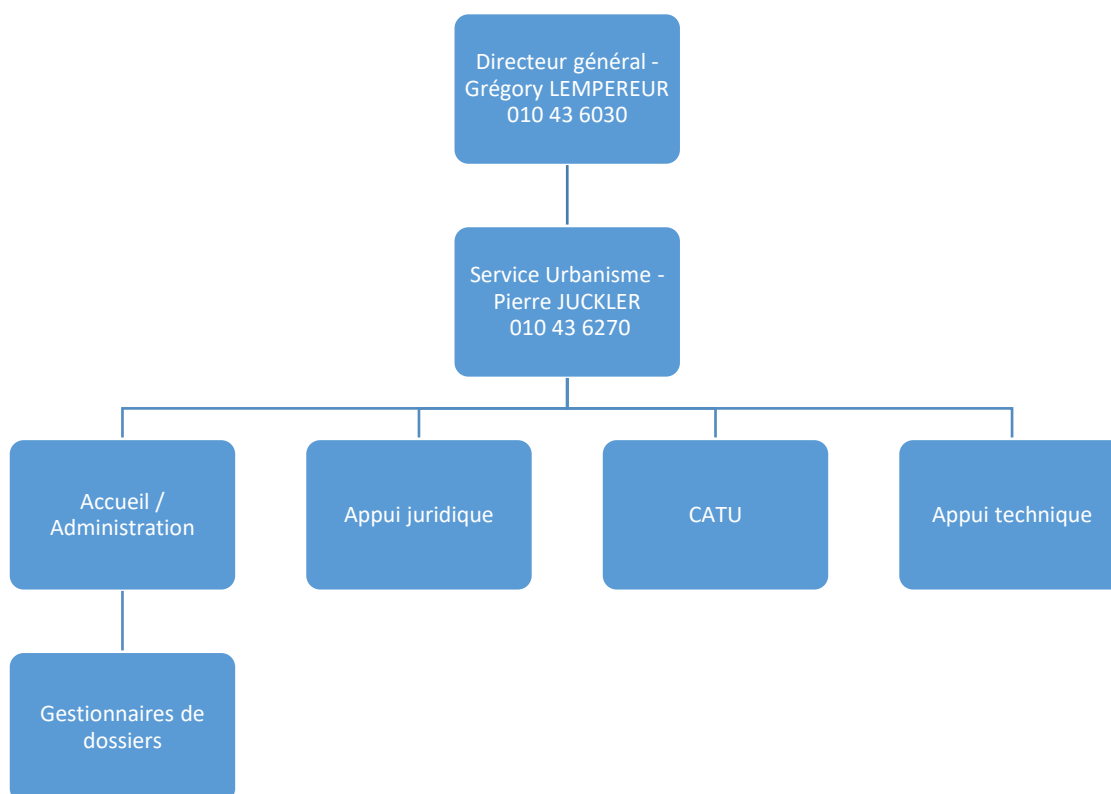 Directeur général -
Grégory LEMPEREUR
010 43 6030
Service Urbanisme -
Pierre JUCKLER
010 43 6270
Accueil /
Administration
Appui juridique
CATU
Appui technique
Gestionnaires de
dossiers